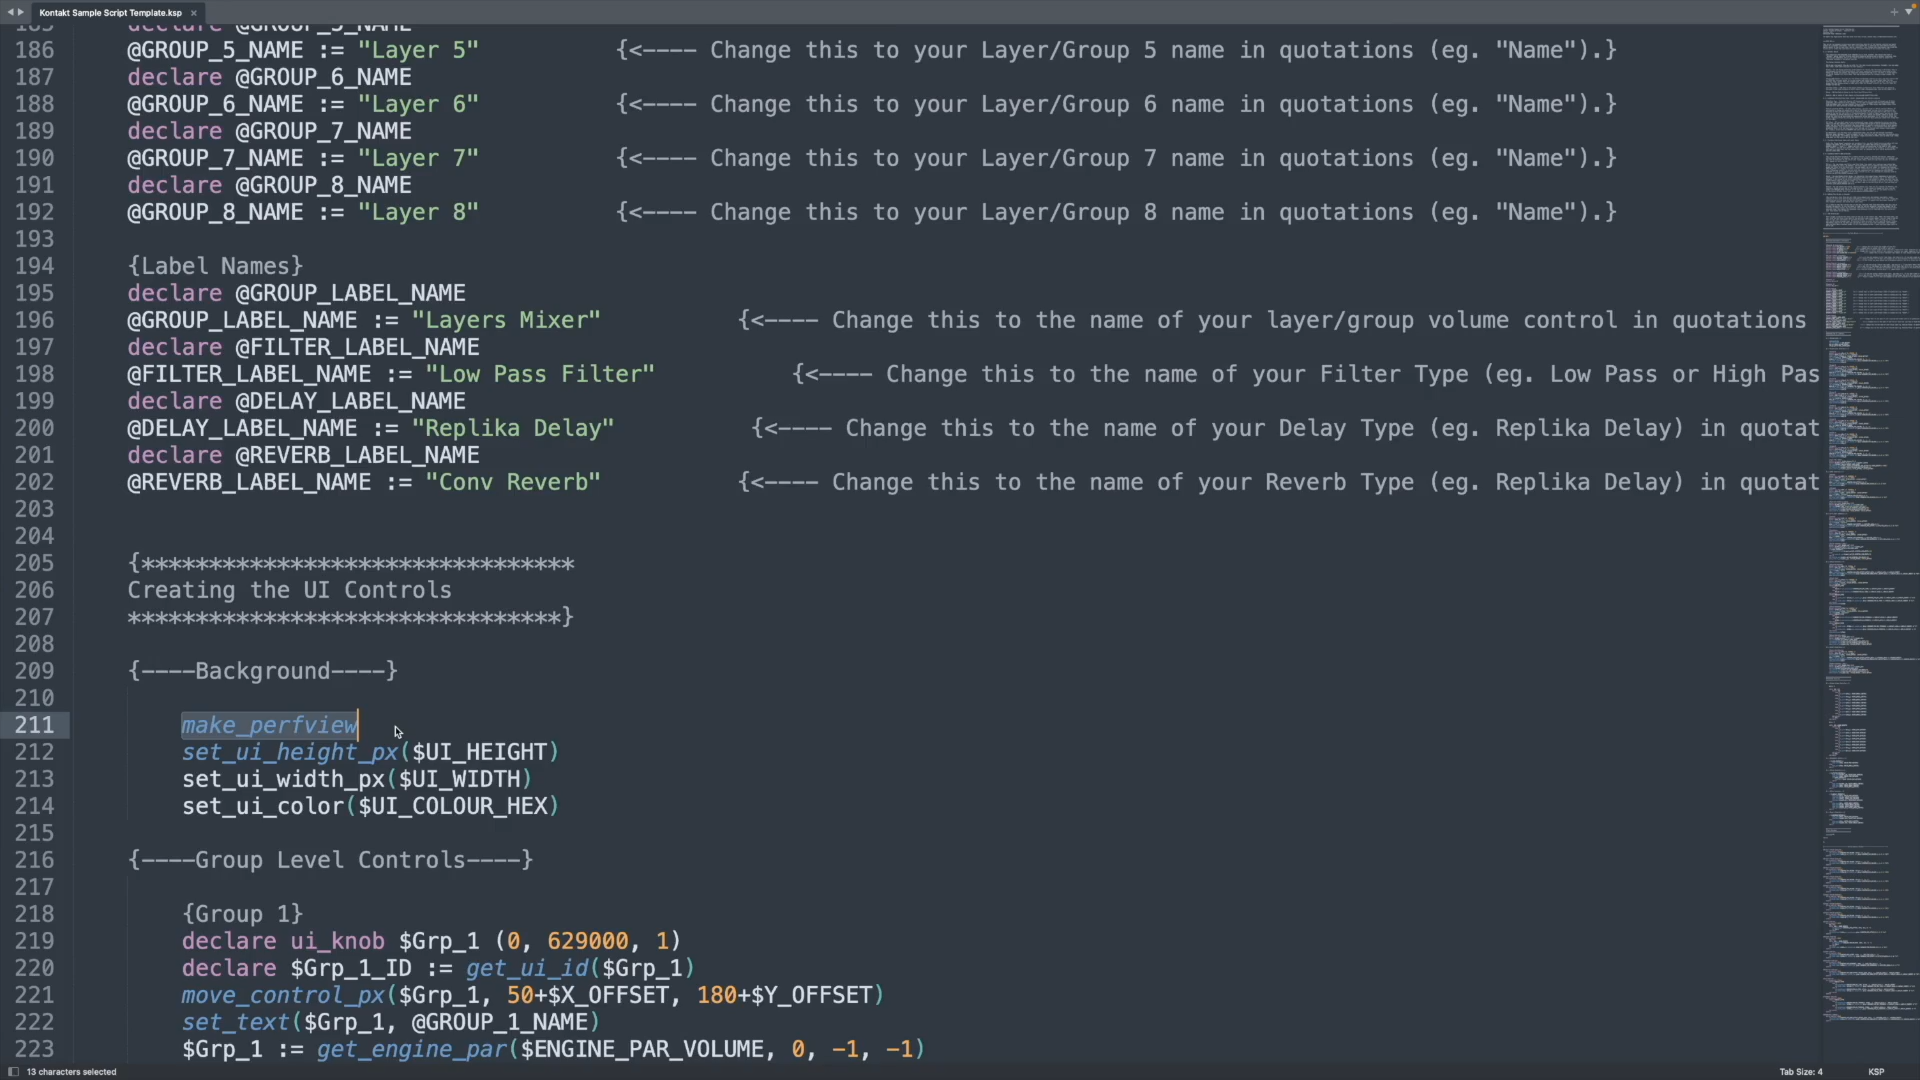 Kontakt Sample Script Template.ksp
185 declare @GROUP_5_NAME
186 @GROUP_5_NAME := "Layer 5" {<---- Change this to your Layer/Group 5 name in quotations (eg. "Name").}
187 declare @GROUP_6_NAME
188 @GROUP_6_NAME := "Layer 6" {<---- Change this to your Layer/Group 6 name in quotations (eg. "Name").}
189 declare @GROUP_7_NAME
190 @GROUP_7_NAME := "Layer 7" {<---- Change this to your Layer/Group 7 name in quotations (eg. "Name").}
191 declare @GROUP_8_NAME
192 @GROUP_8_NAME := "Layer 8" {<---- Change this to your Layer/Group 8 name in quotations (eg. "Name").}
193
194 {Label Names}
195 declare @GROUP_LABEL_NAME
196 @GROUP_LABEL_NAME := "Layers Mixer" {<---- Change this to the name of your layer/group volume control in quotations
197 declare @FILTER_LABEL_NAME
198 @FILTER_LABEL_NAME := "Low Pass Filter" {<---- Change this to the name of your Filter Type (eg. Low Pass or High Pas
199 declare @DELAY_LABEL_NAME
200 @DELAY_LABEL_NAME := "Replika Delay" {<---- Change this to the name of your Delay Type (eg. Replika Delay) in quotat
201 declare @REVERB_LABEL_NAME
202 @REVERB_LABEL_NAME := "Conv Reverb" {<---- Change this to the name of your Reverb Type (eg. Replika Delay) in quotat
203
204
205 {********************************
206 Creating the UI Controls
207 ********************************}
208
209 {----Background----}
210
211 make_perfview
212 set_ui_height_px($UI_HEIGHT)
213 set_ui_width_px($UI_WIDTH)
214 set_ui_color($UI_COLOUR_HEX)
215
216 {----Group Level Controls----}
217
218 {Group 1}
219 declare ui_knob $Grp_1 (0, 629000, 1)
220 declare $Grp_1_ID := get_ui_id($Grp_1)
221 move_control_px($Grp_1, 50+$X_OFFSET, 180+$Y_OFFSET)
222 set_text($Grp_1, @GROUP_1_NAME)
223 $Grp_1 := get_engine_par($ENGINE_PAR_VOLUME, 0, -1, -1)
13 characters selected
Tab Size: 4
KSP